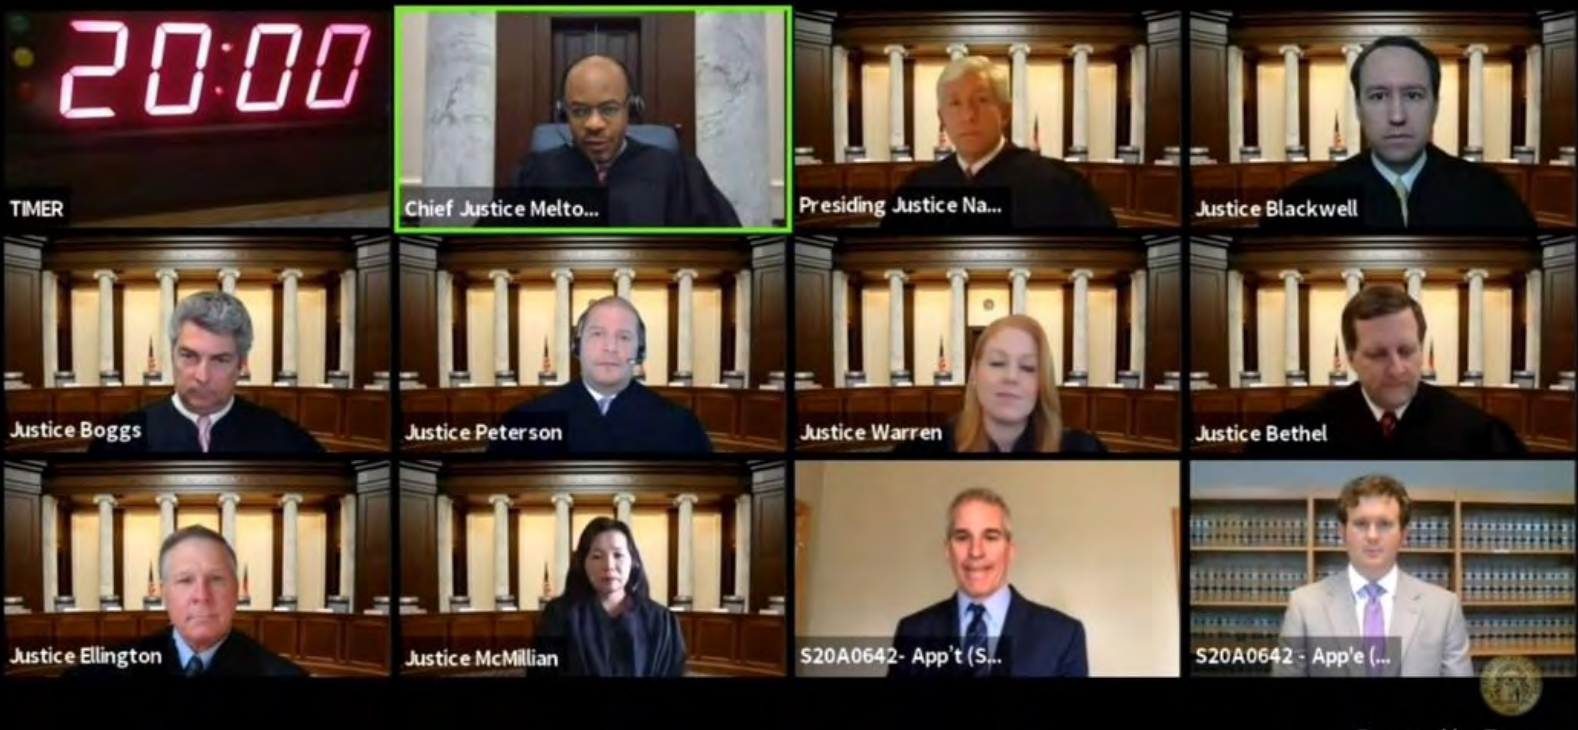 20:00
TIMER
Chief Justice Melto...
Presiding Justice Na...
Justice Blackwell
Justice Boggs
Justice Peterson
Justice Warren
Justice Bethel
Justice Ellington
Justice McMillian
S20A0642- App't (S...
S20A0642 - App'e (...